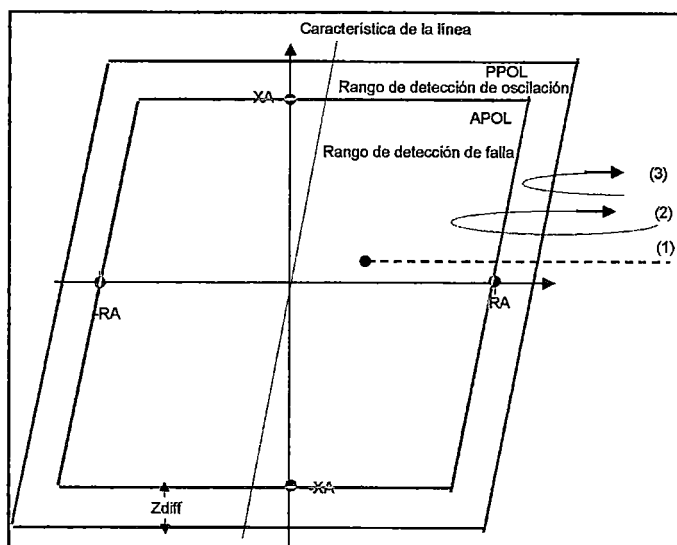 Característica de la línea
PPOL
Rango de detección de oscilación
XA
APOL
Rango de detección de falla
(3)
(2)
(1)
-RA
RA
-XA
Zdiff